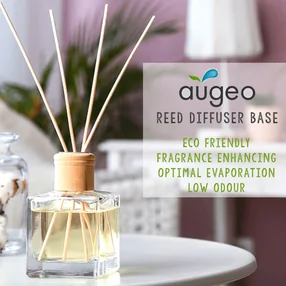 augeo
REED DIFFUSER BASE
ECO FRIENDLY
FRAGRANCE ENHANCING
OPTIMAL EVAPORATION
LOW ODOUR